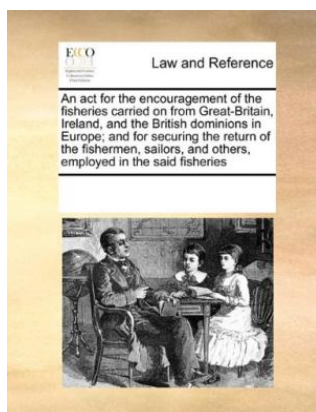 ECCO
Law and Reference
An act for the encouragement of the
fisheries carried on from Great-Britain,
Ireland, and the British dominions in
Europe; and for securing the return of
the fishermen, sailors, and others,
employed in the said fisheries